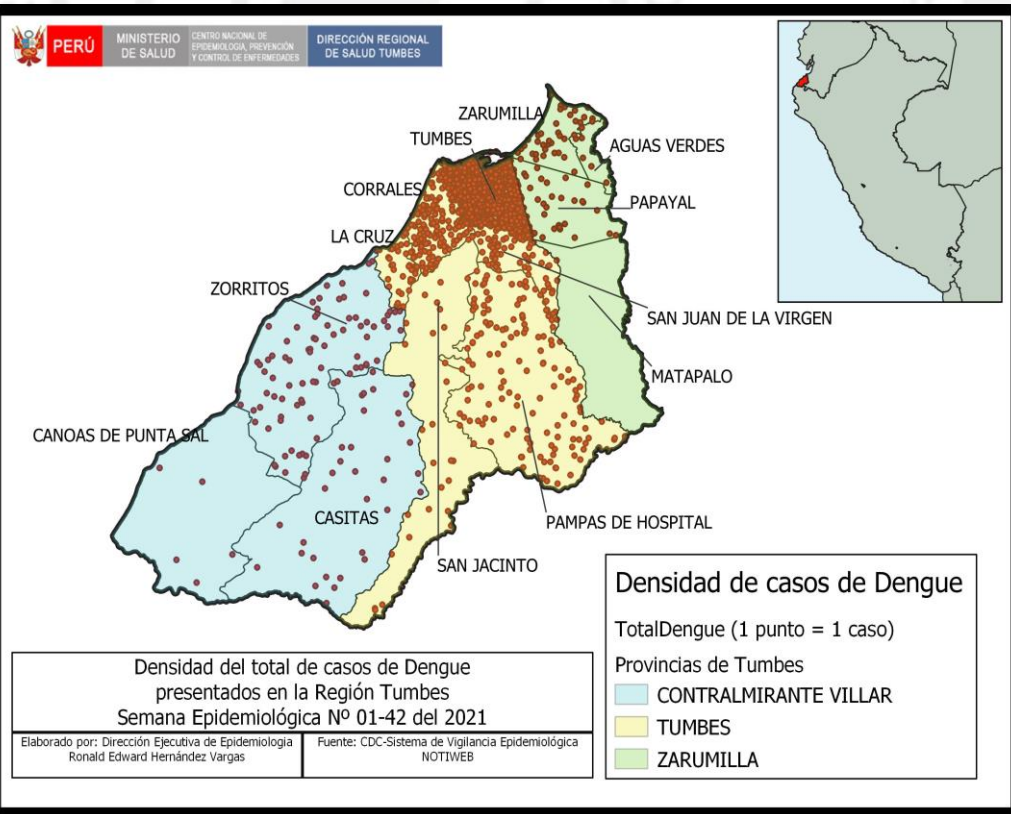 PERÚ
MINISTERIO
DE SALUD
CENTRO NACIONAL DE
EPIDEMIOLOGIA, PREVENCIÓN
Y CONTROL DE ENFERMEDADES
DIRECCIÓN REGIONAL
DE SALUD TUMBES
ZARUMILLA
TUMBES
AGUAS VERDES
CORRALES
PAPAYAL
LA CRUZ
ZORRITOS
SAN JUAN DE LA VIRGEN
MATAPALO
CANOAS DE PUNTA SAL
CASITAS
PAMPAS DE HOSPITAL
SAN JACINTO
Densidad de casos de Dengue
TotalDengue (1 punto = 1 caso)
Provincias de Tumbes
CONTRALMIRANTE VILLAR
TUMBES
ZARUMILLA
Densidad del total de casos de Dengue
presentados en la Región Tumbes
Semana Epidemiológica Nº 01-42 del 2021
Elaborado por: Dirección Ejecutiva de Epidemiologia
Ronald Edward Hernández Vargas
Fuente: CDC-Sistema de Vigilancia Epidemiológica
NOTIWEB